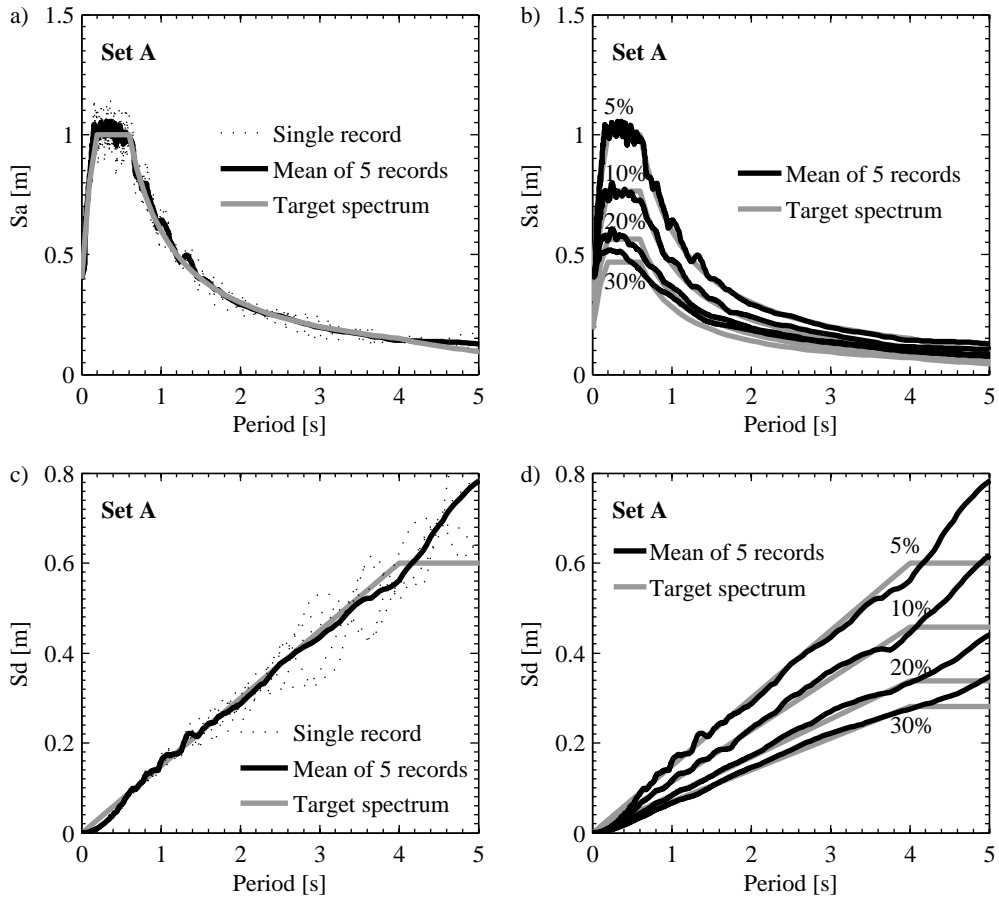 a)
1.5
1
0.5
0
Sa [m]
Set A
Single record
Mean of 5 records
Target spectrum
0 1 2 3 4 5
Period [s]
b)
1.5
1
0.5
0
Sa [m]
Set A
5%
10%
20%
30%
Mean of 5 records
Target spectrum
0 1 2 3 4 5
Period [s]
c)
0.8
0.6
0.4
0.2
0
Sd [m]
Set A
Single record
Mean of 5 records
Target spectrum
0 1 2 3 4 5
Period [s]
d)
0.8
0.6
0.4
0.2
0
Sd [m]
Set A
Mean of 5 records
Target spectrum
5%
10%
20%
30%
0 1 2 3 4 5
Period [s]